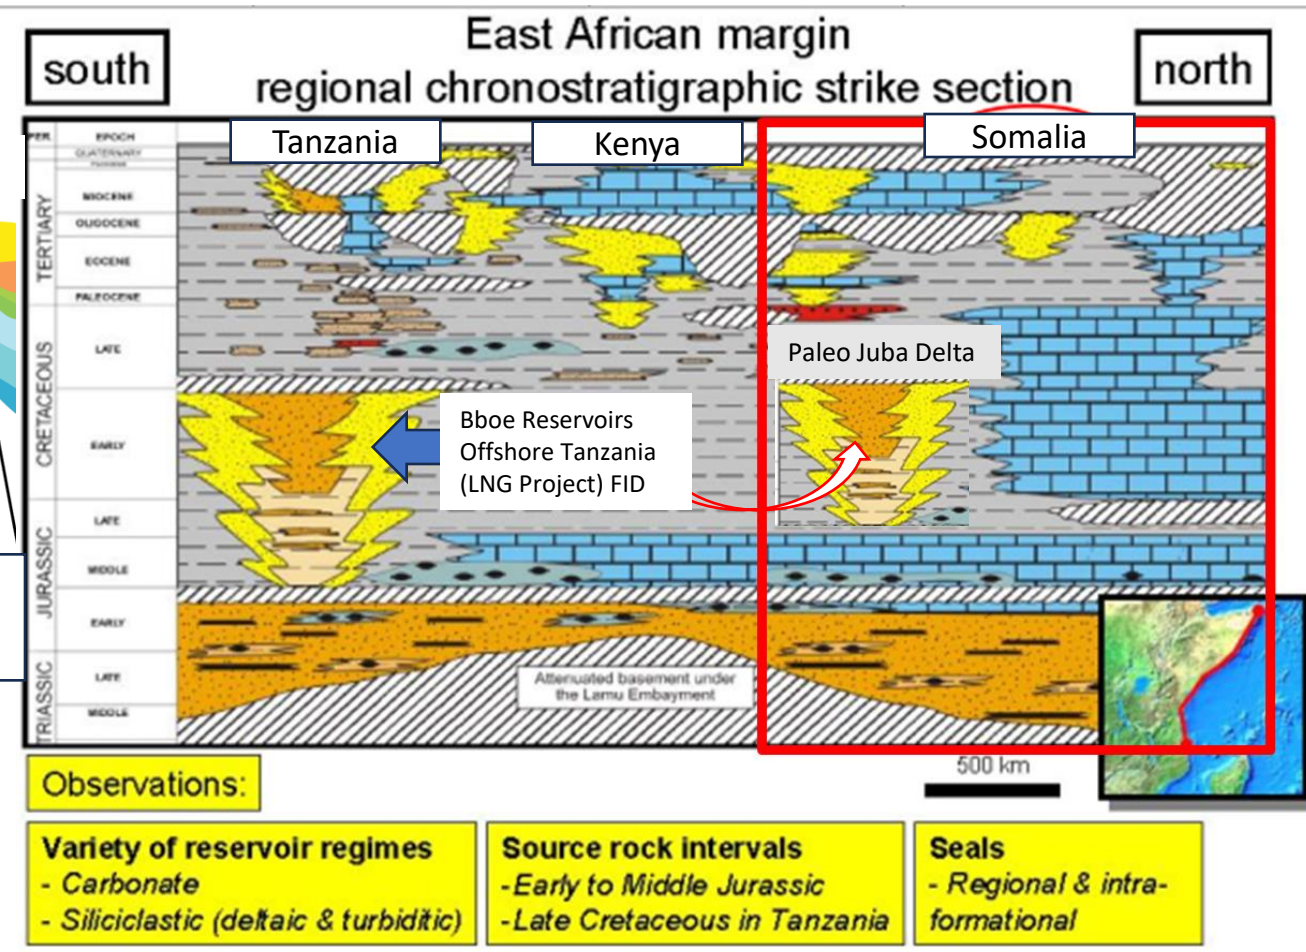 East African margin
regional chronostratigraphic strike section
south
north
PER.
EPOCH
Tanzania
Kenya
Somalia
QUATERNARY
TERTIARY
MIOCENE
OLIGOCENE
EOCENE
PALEOCENE
CRETACEOUS
LATE
EARLY
JURASSIC
LATE
MIDDLE
EARLY
TRIASSIC
LATE
MIDDLE
Paleo Juba Delta
Bboe Reservoirs
Offshore Tanzania
(LNG Project) FID
Attenuated basement under
the Lamu Embayment
500 km
Observations:
Variety of reservoir regimes
- Carbonate
- Siliciclastic (deltaic & turbiditic)
Source rock intervals
-Early to Middle Jurassic
-Late Cretaceous in Tanzania
Seals
- Regional & intra-
formational